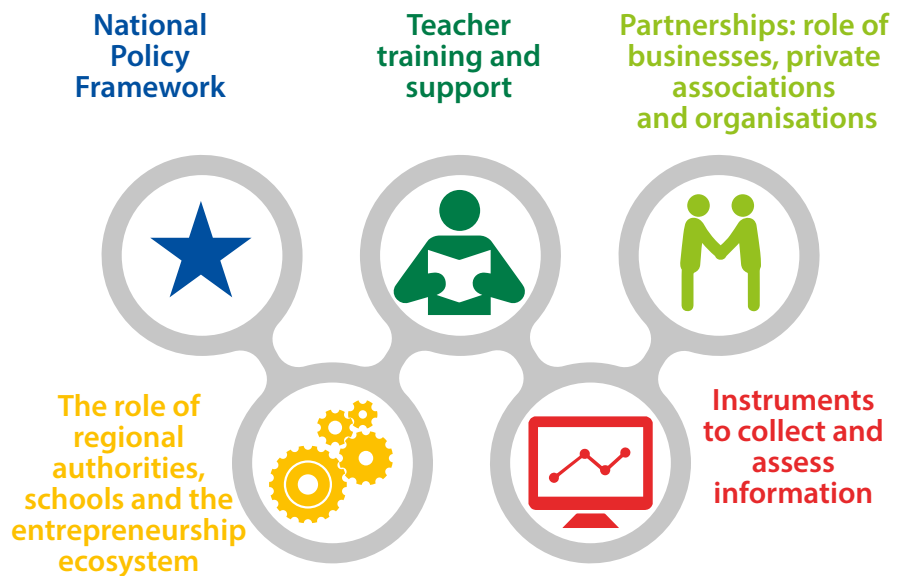 National
Policy
Framework
Teacher
training and
support
Partnerships: role of
businesses, private
associations
and organisations
The role of
regional
authorities,
schools and the
entrepreneurship
ecosystem
Instruments
to collect and
assess
information